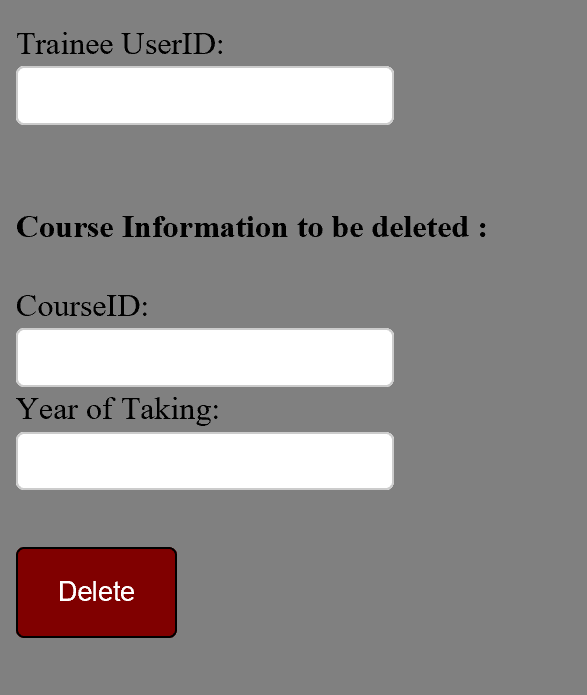 Trainee UserID:
Course Information to be deleted :
CourseID:
Year of Taking:
Delete